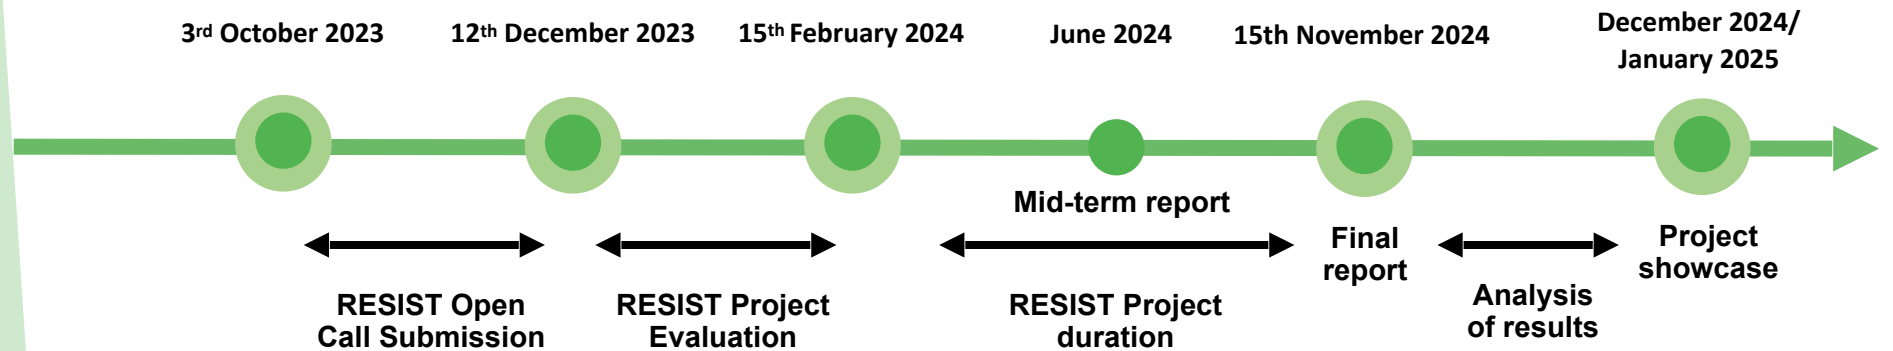 3rd October 2023
12th December 2023
15th February 2024
June 2024
15th November 2024
December 2024/
January 2025
Mid-term report
Final
report
Project
showcase
RESIST Open
Call Submission
RESIST Project
Evaluation
RESIST Project
duration
Analysis
of results